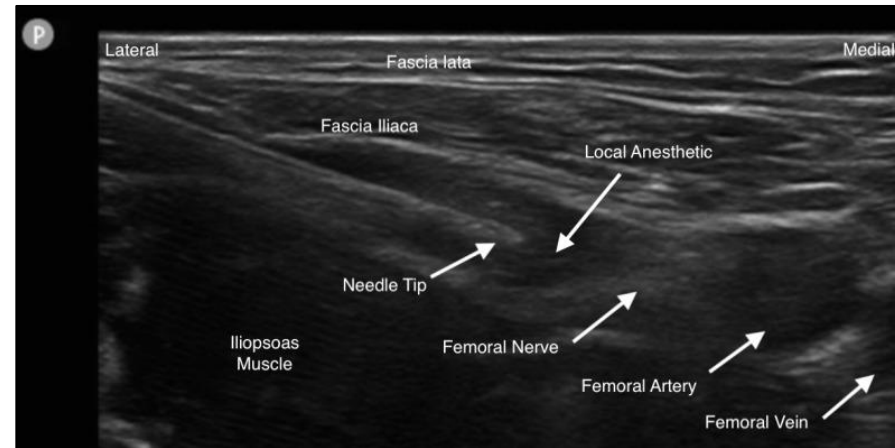 P
Lateral
Medial
Fascia lata
Fascia Iliaca
Local Anesthetic
Needle Tip
Femoral Nerve
Iliopsoas
Muscle
Femoral Artery
Femoral Vein